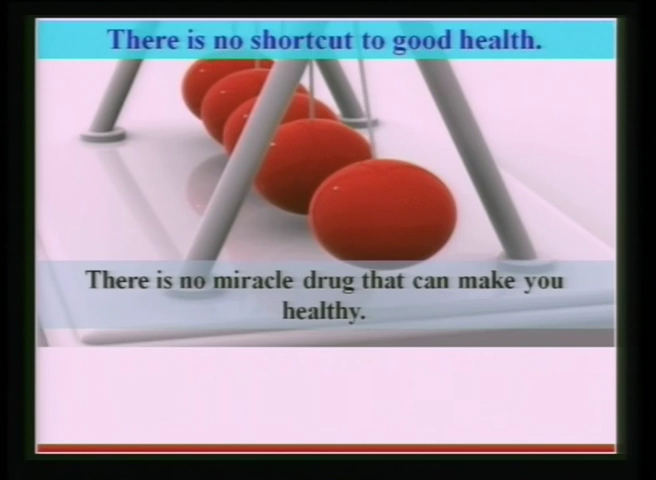 There is no shortcut to good health.
There is no miracle drug that can make you
healthy.